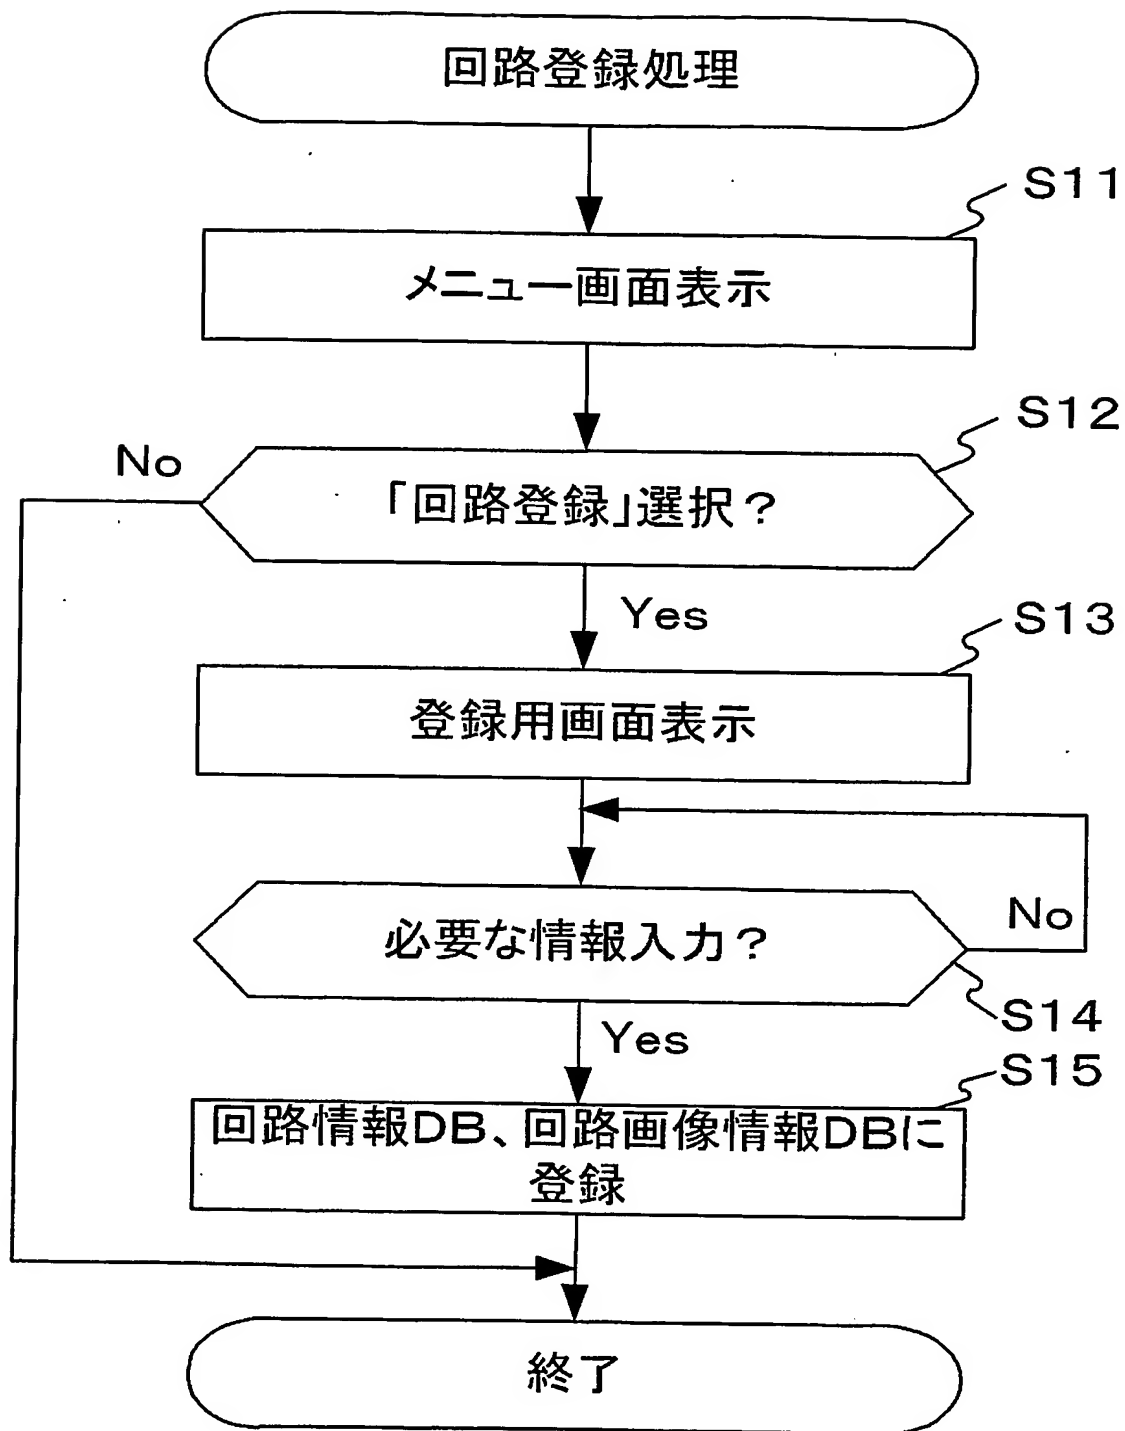 回路登録処理
S11
メニュー画面表示
S12
No
「回路登録」選択？
Yes
S13
登録用画面表示
No
必要な情報入力？
S14
Yes
S15
回路情報DB、回路画像情報DBに
登録
終了